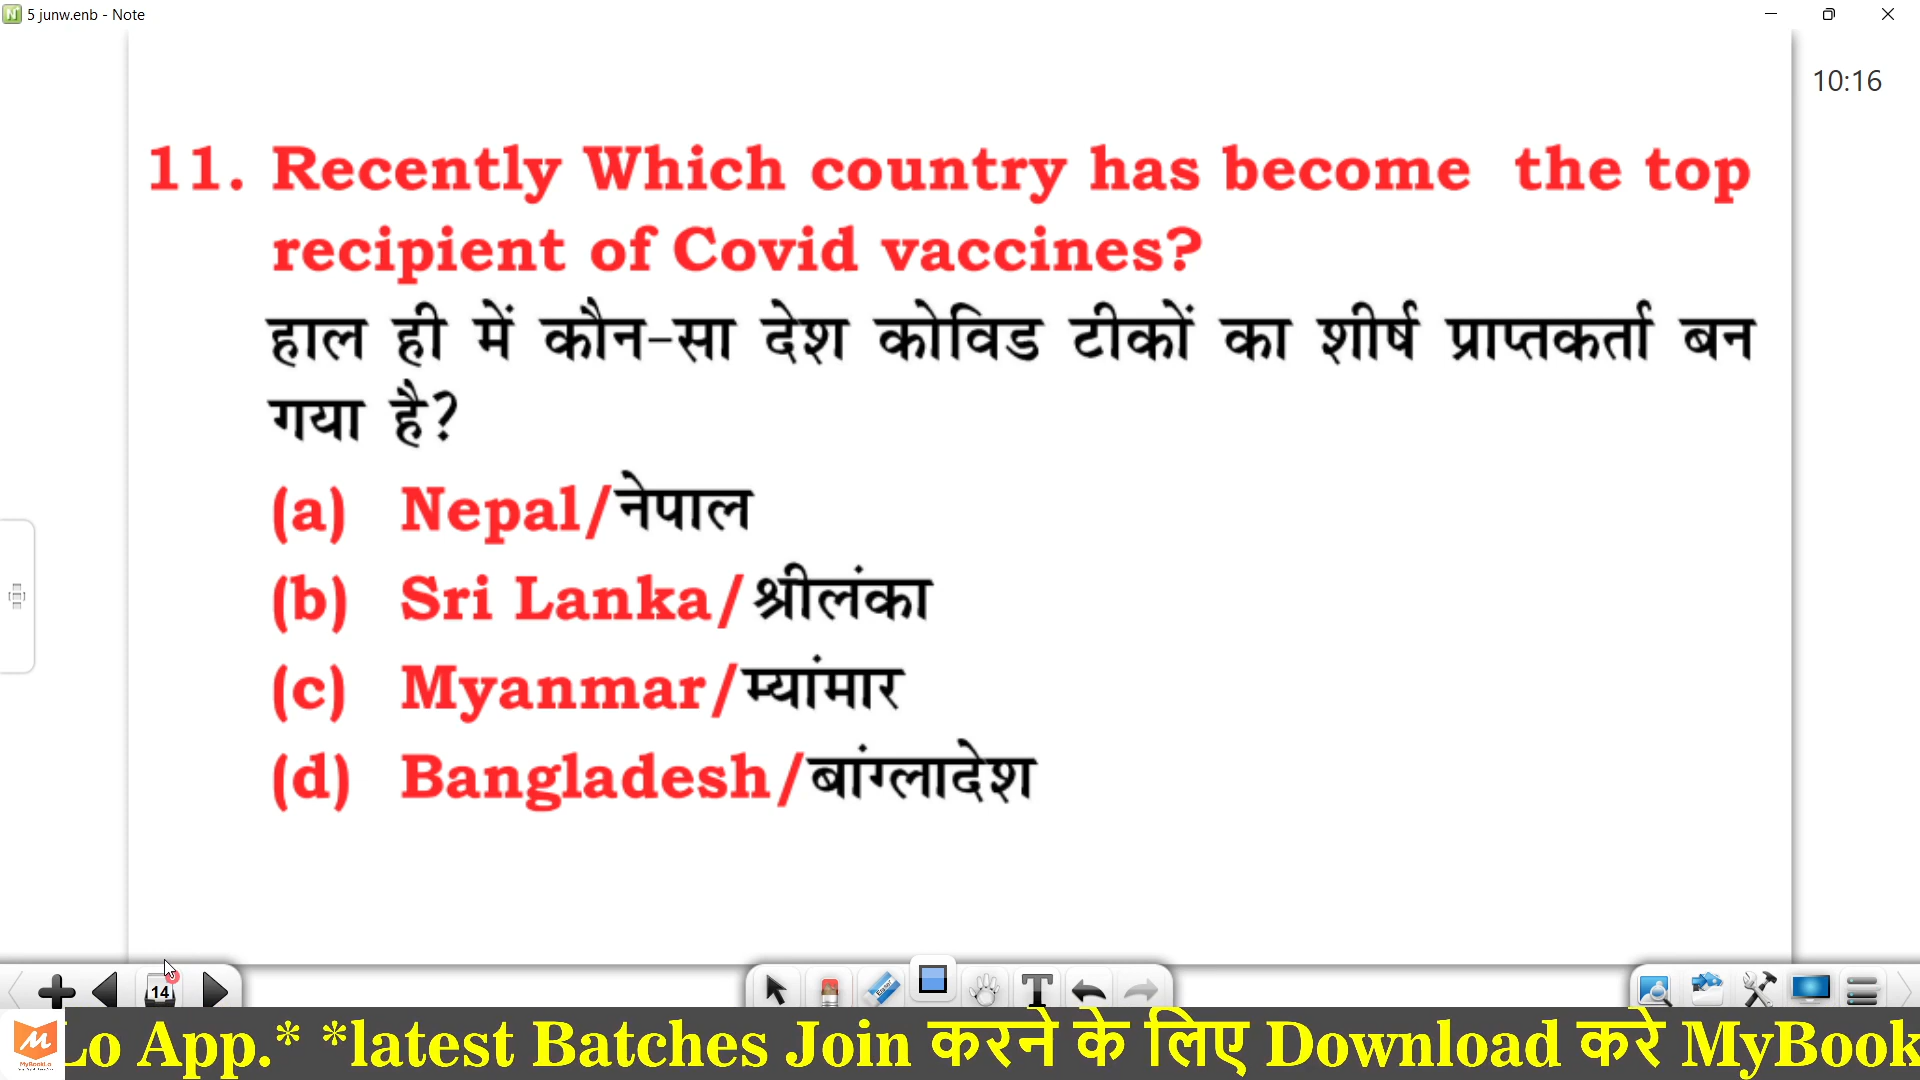 5 junw.enb - Note
10:16
11. Recently Which country has become the top
recipient of Covid vaccines?
हाल ही में कौन-सा देश कोविड टीकों का शीर्ष प्राप्तकर्ता बन
गया है?
(a) Nepal/नेपाल
(b) Sri Lanka/श्रीलंका
(c) Myanmar/म्यांमार
(d) Bangladesh/बांग्लादेश
14
Lo App.* *latest Batches Join करने के लिए Download करे MyBook
MyBookLo